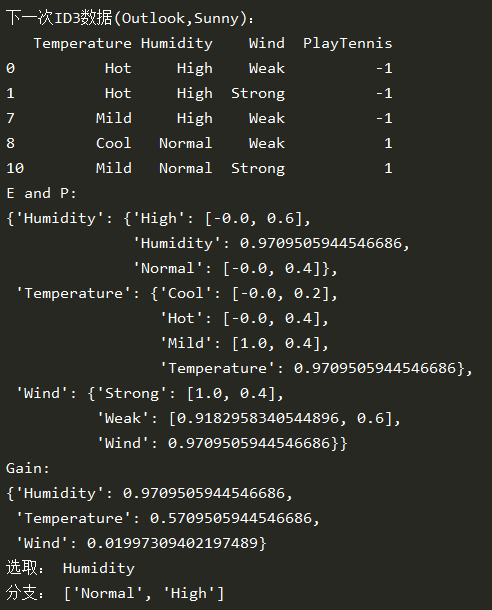 下一次ID3数据(Outlook,Sunny):
   Temperature Humidity    Wind  PlayTennis
0          Hot     High    Weak          -1
1          Hot     High  Strong          -1
7         Mild     High    Weak          -1
8         Cool   Normal    Weak           1
10        Mild   Normal  Strong           1
E and P:
{'Humidity': {'High': [-0.0, 0.6],
              'Humidity': 0.9709505944546686,
              'Normal': [-0.0, 0.4]},
 'Temperature': {'Cool': [-0.0, 0.2],
                 'Hot': [-0.0, 0.4],
                 'Mild': [1.0, 0.4],
                 'Temperature': 0.9709505944546686},
 'Wind': {'Strong': [1.0, 0.4],
          'Weak': [0.9182958340544896, 0.6],
          'Wind': 0.9709505944546686}}
Gain:
{'Humidity': 0.9709505944546686,
 'Temperature': 0.5709505944546686,
 'Wind': 0.01997309402197489}
选取： Humidity
分支： ['Normal', 'High']